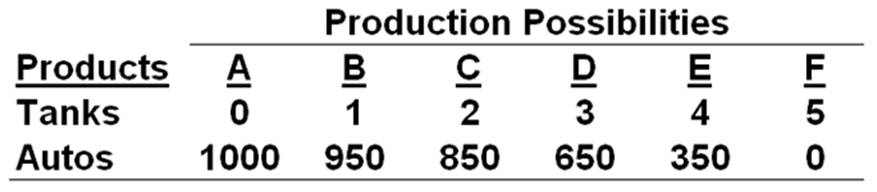 Production Possibilities
Products A B C D E F
Tanks 0 1 2 3 4 5
Autos 1000 950 850 650 350 0